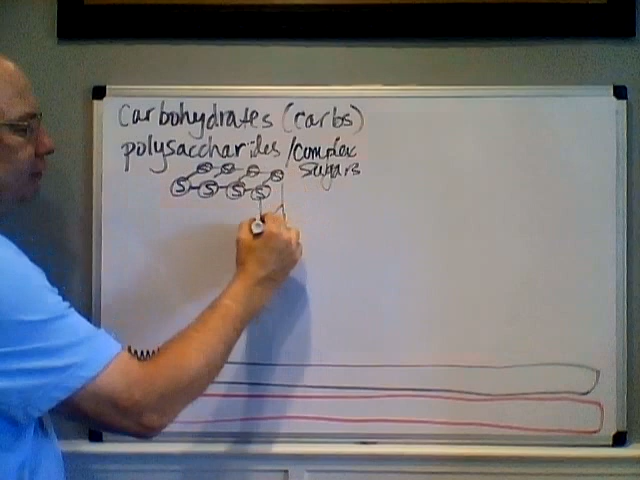 Carbohydrates (carbs)
polysaccharides / complex
sugars
S S S S